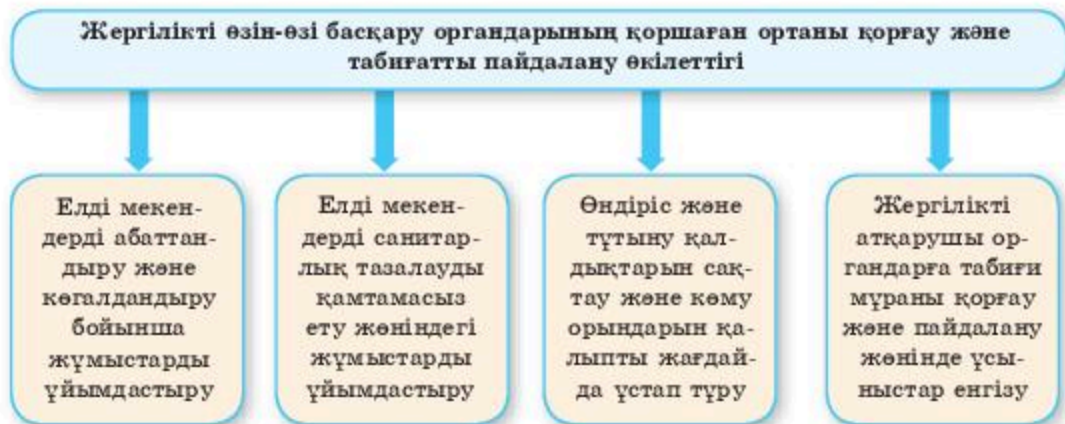 Жергілікті өзін-өзі басқару органдарының қоршаған ортаны қорғау және
табиғатты пайдалану өкілеттігі
Елді мекен-
дерді абаттан-
дыру және
көгалдандыру
бойынша
жұмыстарды
ұйымдастыру
Елді мекен-
дерді санитар-
лық тазалауды
қамтамасыз
ету жөніндегі
жұмыстарды
ұйымдастыру
Өндіріс және
тұтыну қал-
дықтарын сақ-
тау және көму
орындарын қа-
лыпты жағдай-
да ұстап тұру
Жергілікті
атқарушы ор-
гандарға табиғи
мұраны қорғау
және пайдалану
жөнінде ұсы-
ныстар енгізу